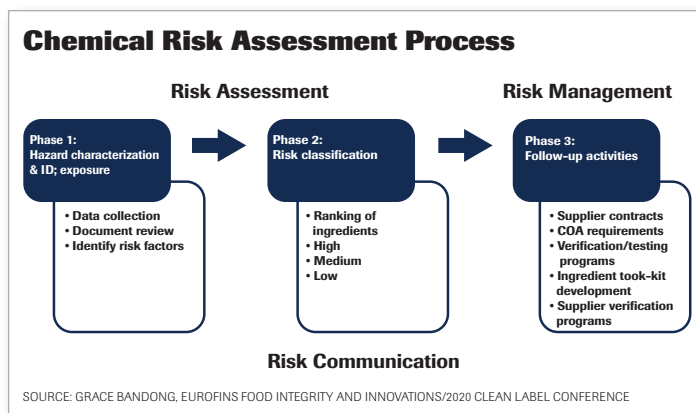 Chemical Risk Assessment Process
Risk Assessment
Risk Management
Phase 1:
Hazard characterization
& ID; exposure
• Data collection
• Document review
• Identify risk factors
Phase 2:
Risk classification
• Ranking of
ingredients
• High
• Medium
• Low
Phase 3:
Follow-up activities
• Supplier contracts
• COA requirements
• Verification/testing
programs
• Ingredient took-kit
development
• Supplier verification
programs
Risk Communication
SOURCE: GRACE BANDONG, EUROFINS FOOD INTEGRITY AND INNOVATIONS/2020 CLEAN LABEL CONFERENCE